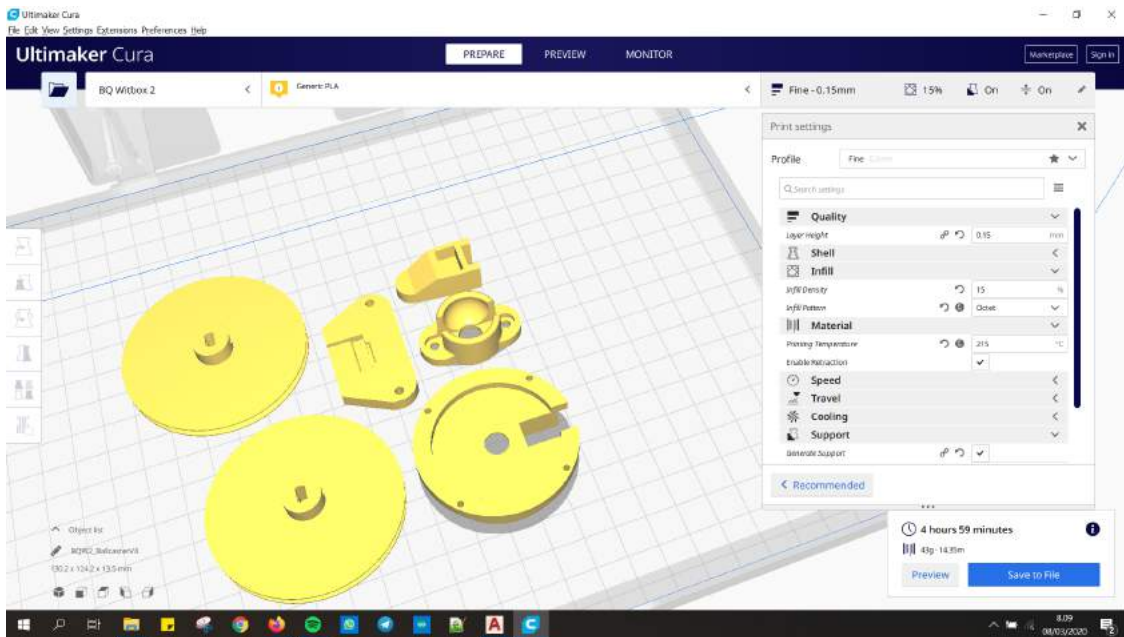 Ultimaker Cura
File Edit View Settings Extensions Preferences Help
Ultimaker Cura
PREPARE PREVIEW MONITOR
Marketplace Sign in
BQ Witbox 2
Generic PLA
Fine - 0.15mm 15% On On
Print settings
Profile Fine
Search settings
Quality
Layer Height 0.15 mm
Shell
Infill
Infill Density 15 %
Infill Pattern Octet
Material
Printing Temperature 215 °C
Enable Retraction
Speed
Travel
Cooling
Support
Generate Support
Recommended
Object list
130.2 x 124.2 x 13.5 mm
4 hours 59 minutes
43g · 14.35m
Preview Save to File
8.09
08/03/2020